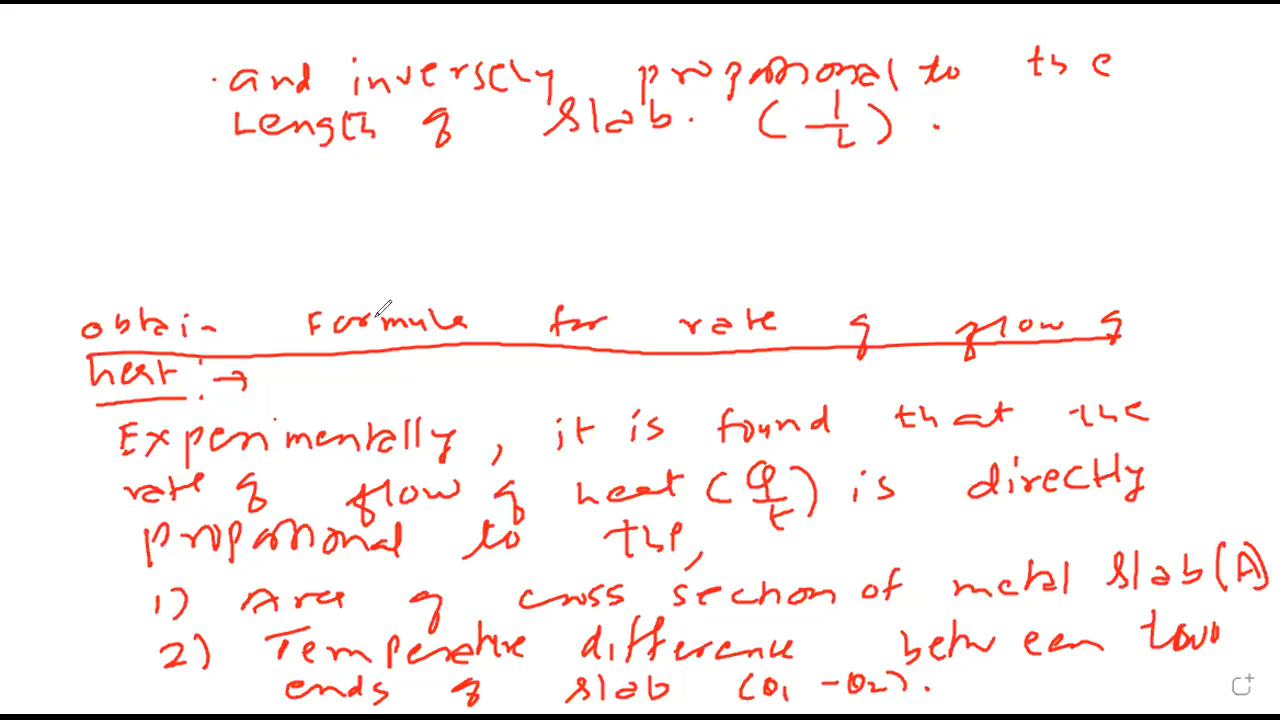 and inversely proportional to the
Length of slab. (1/L).
obtain Formula for rate of flow of
heat :→
Experimentally, it is found that the
rate of flow of heat (Q/t) is directly
proportional to the,
1) Area of cross section of metal slab (A)
2) Temperature difference between two
ends of slab (θ₁ - θ₂).